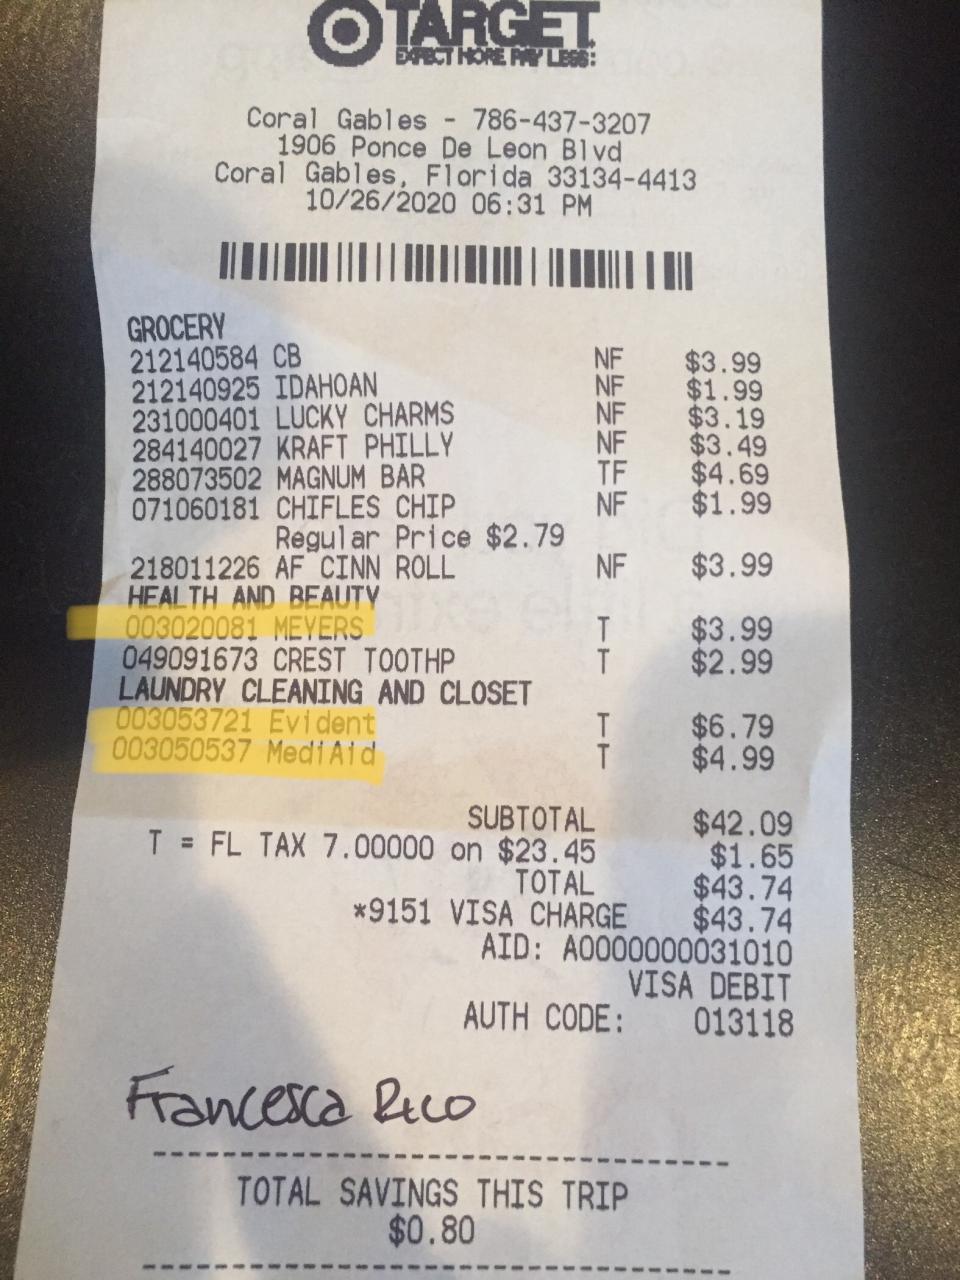 TARGET
EXPECT MORE PAY LESS:
Coral Gables - 786-437-3207
1906 Ponce De Leon Blvd
Coral Gables, Florida 33134-4413
10/26/2020 06:31 PM
GROCERY
212140584 CB NF $3.99
212140925 IDAHOAN NF $1.99
231000401 LUCKY CHARMS NF $3.19
284140027 KRAFT PHILLY NF $3.49
288073502 MAGNUM BAR TF $4.69
071060181 CHIFLES CHIP NF $1.99
Regular Price $2.79
218011226 AF CINN ROLL NF $3.99
HEALTH AND BEAUTY
003020081 MEYERS T $3.99
049091673 CREST TOOTHP T $2.99
LAUNDRY CLEANING AND CLOSET
003053721 Evident T $6.79
003050537 MediAid T $4.99
SUBTOTAL $42.09
T = FL TAX 7.00000 on $23.45 $1.65
TOTAL $43.74
*9151 VISA CHARGE $43.74
AID: A0000000031010
VISA DEBIT
AUTH CODE: 013118
Francesca Rico
TOTAL SAVINGS THIS TRIP
$0.80